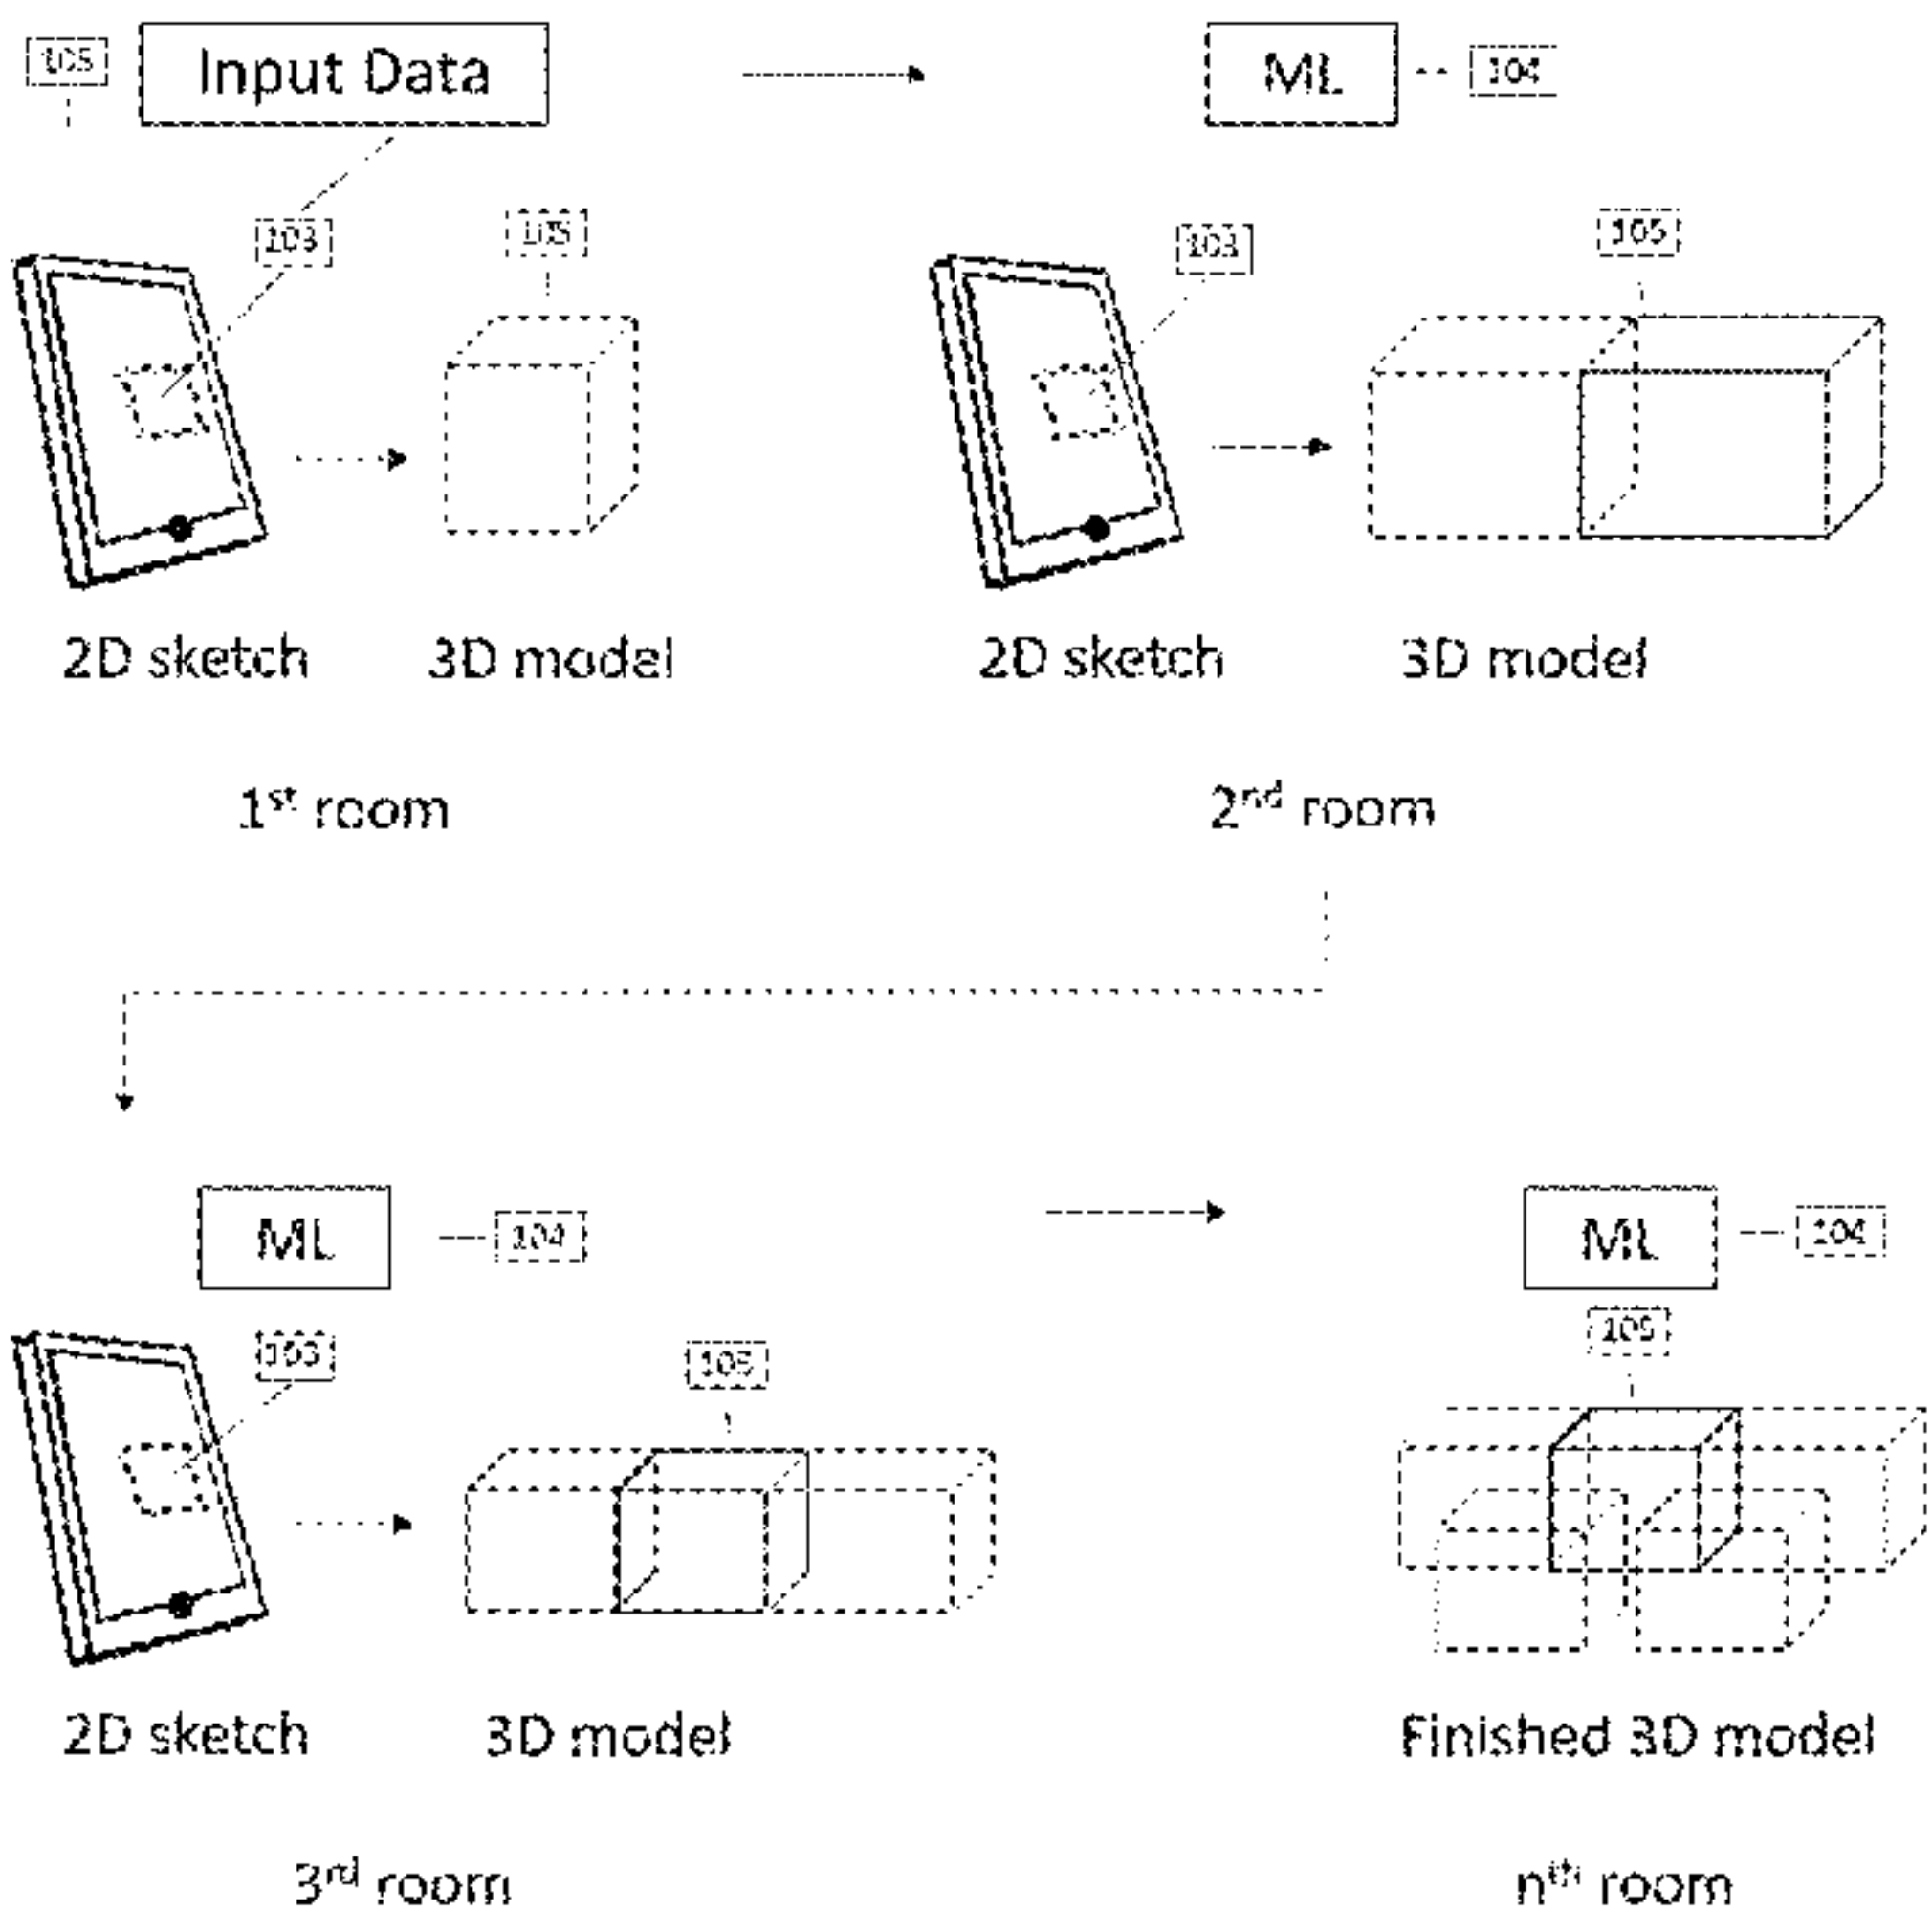 105 Input Data
ML 104
103
105
103
105
2D sketch 3D model
2D sketch 3D model
1st room
2nd room
ML 104
ML 104
103
105
105
2D sketch 3D model
Finished 3D model
3rd room
nth room